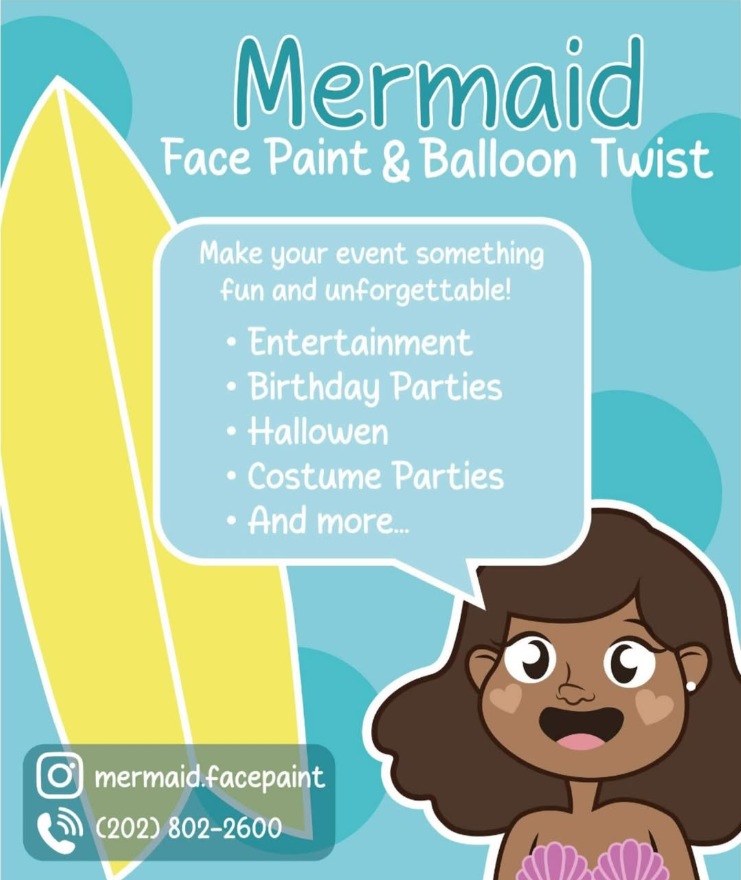 Mermaid
Face Paint & Balloon Twist
Make your event something
fun and unforgettable!
• Entertainment
• Birthday Parties
• Hallowen
• Costume Parties
• And more...
mermaid.facepaint
(202) 802-2600